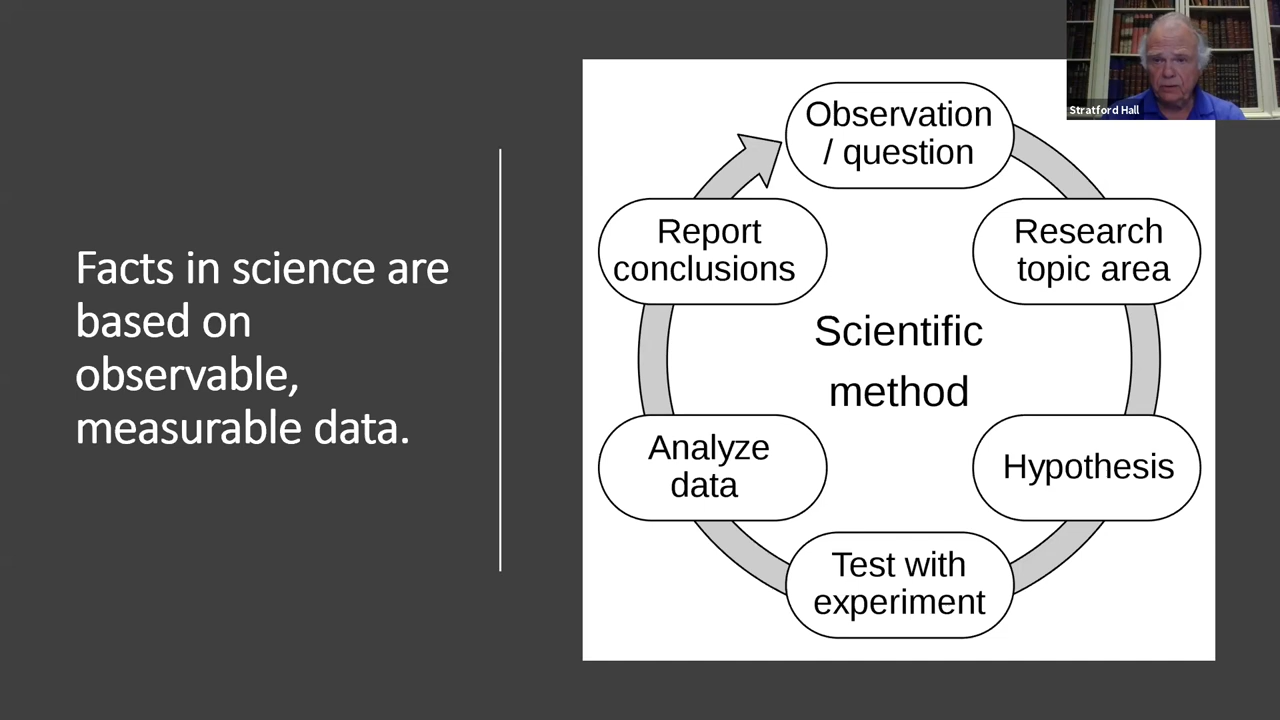 Facts in science are
based on
observable,
measurable data.
Observation
/ question
Research
topic area
Hypothesis
Test with
experiment
Analyze
data
Report
conclusions
Scientific
method
Stratford Hall